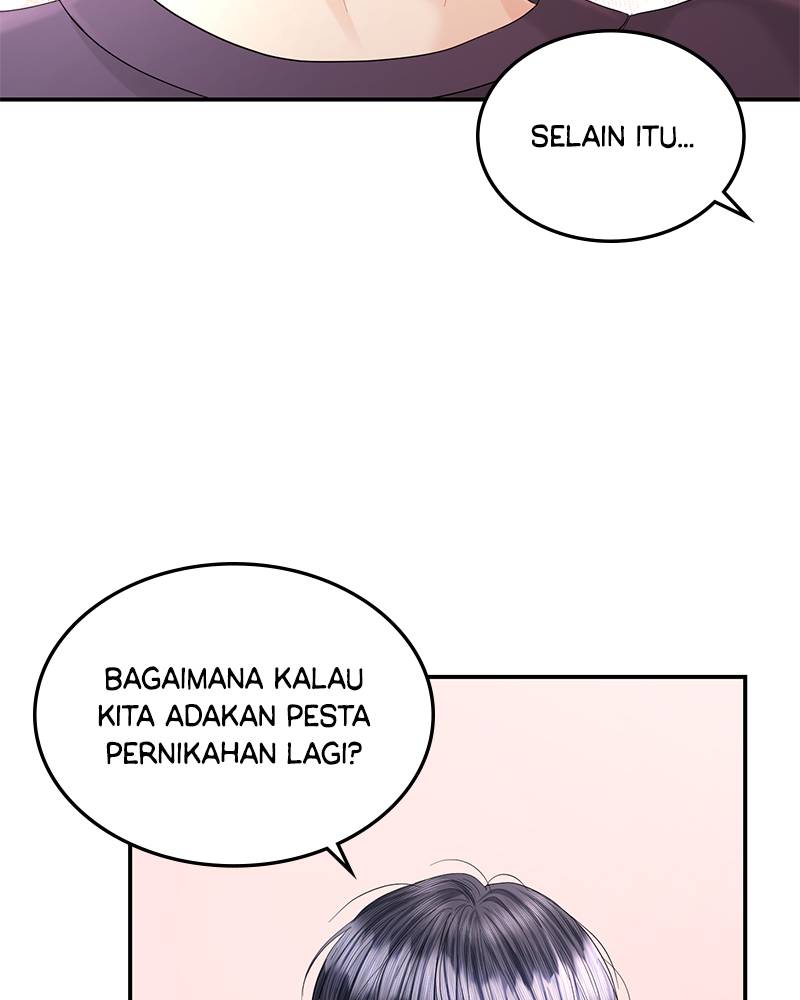 SELAIN ITU...
BAGAIMANA KALAU
KITA ADAKAN PESTA
PERNIKAHAN LAGI?